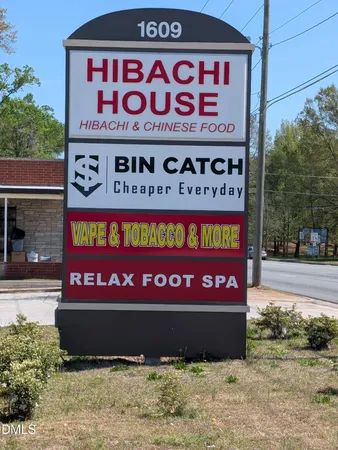 1609
HIBACHI
HOUSE
HIBACHI & CHINESE FOOD
BIN CATCH
Cheaper Everyday
VAPE & TOBACCO & MORE
RELAX FOOT SPA
DMLS